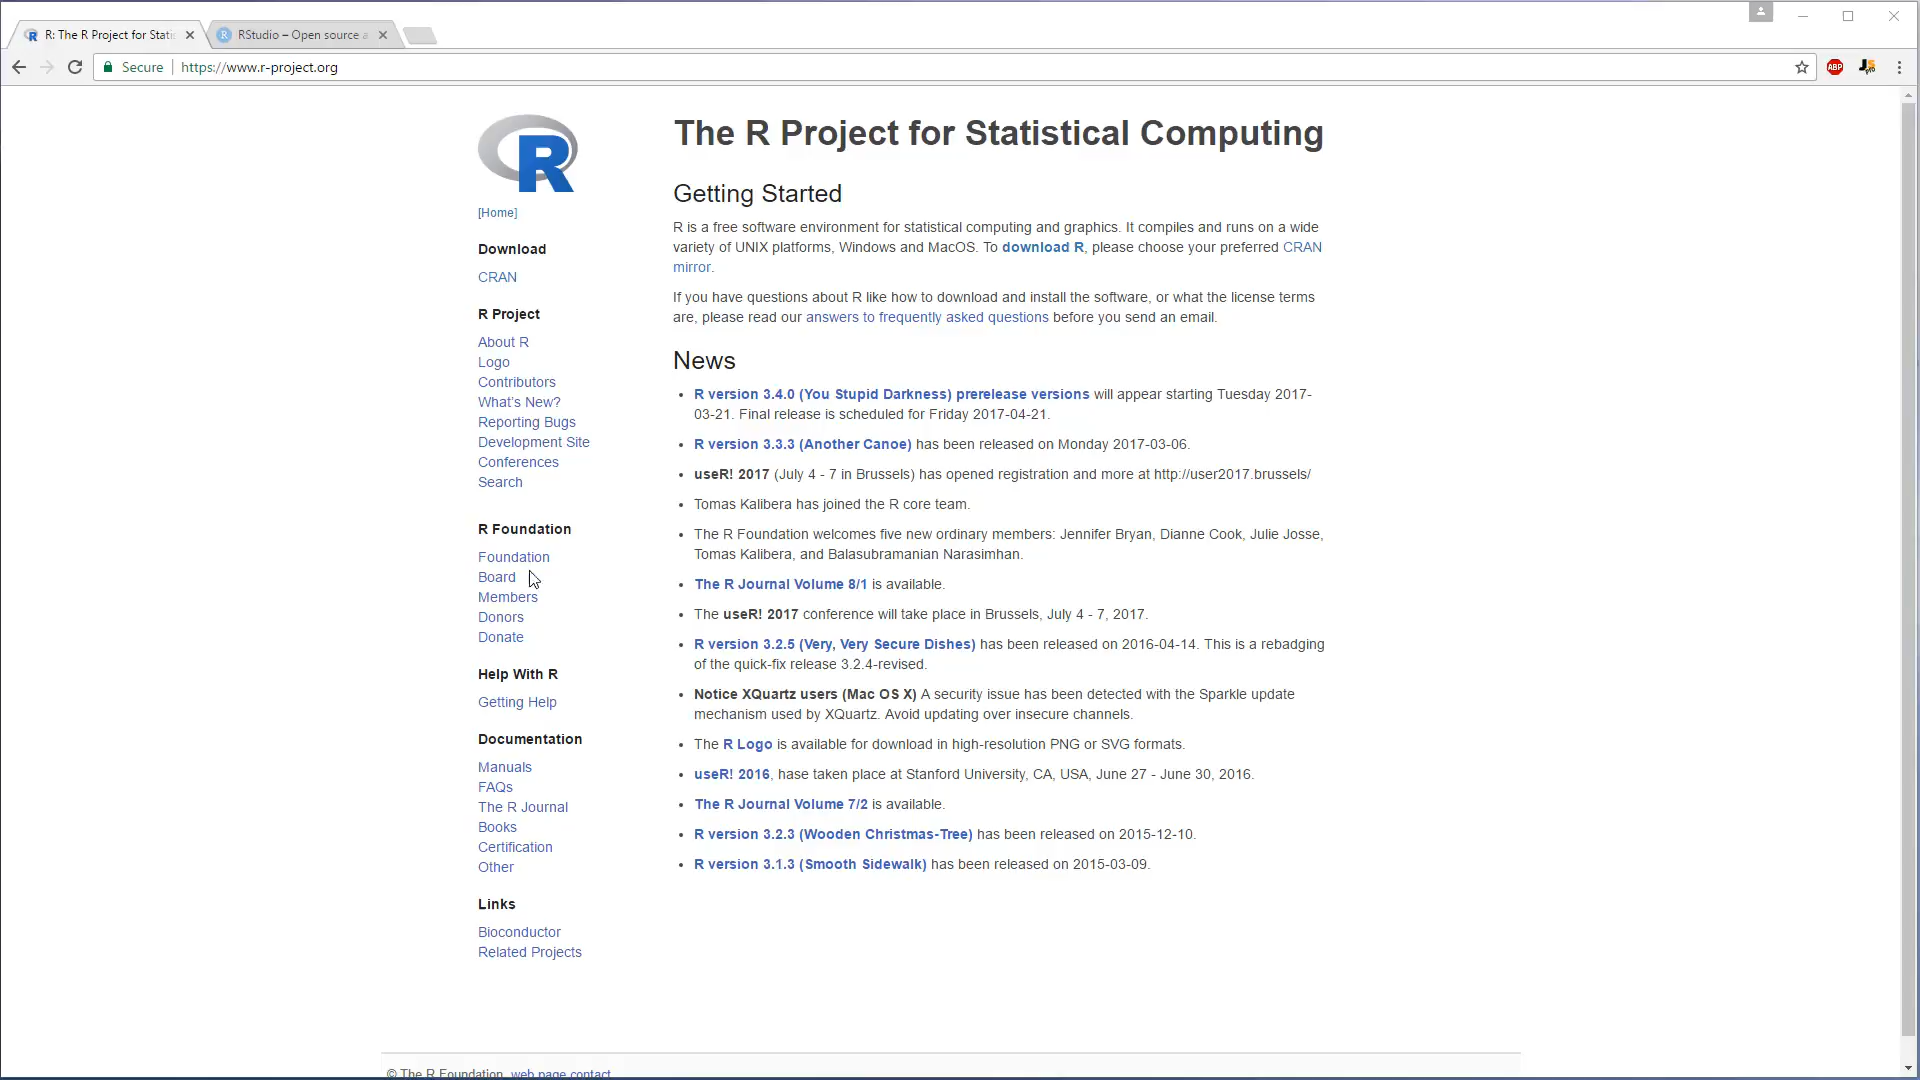 R: The R Project for Stati
RStudio – Open source a
Secure
https://www.r-project.org
ABP
JS
R
[Home]
Download
CRAN
R Project
About R
Logo
Contributors
What's New?
Reporting Bugs
Development Site
Conferences
Search
R Foundation
Foundation
Board
Members
Donors
Donate
Help With R
Getting Help
Documentation
Manuals
FAQs
The R Journal
Books
Certification
Other
Links
Bioconductor
Related Projects
The R Project for Statistical Computing
Getting Started
R is a free software environment for statistical computing and graphics. It compiles and runs on a wide
variety of UNIX platforms, Windows and MacOS. To download R, please choose your preferred CRAN
mirror.
If you have questions about R like how to download and install the software, or what the license terms
are, please read our answers to frequently asked questions before you send an email.
News
• R version 3.4.0 (You Stupid Darkness) prerelease versions will appear starting Tuesday 2017-
03-21. Final release is scheduled for Friday 2017-04-21.
• R version 3.3.3 (Another Canoe) has been released on Monday 2017-03-06.
• useR! 2017 (July 4 - 7 in Brussels) has opened registration and more at http://user2017.brussels/
• Tomas Kalibera has joined the R core team.
• The R Foundation welcomes five new ordinary members: Jennifer Bryan, Dianne Cook, Julie Josse,
Tomas Kalibera, and Balasubramanian Narasimhan.
• The R Journal Volume 8/1 is available.
• The useR! 2017 conference will take place in Brussels, July 4 - 7, 2017.
• R version 3.2.5 (Very, Very Secure Dishes) has been released on 2016-04-14. This is a rebadging
of the quick-fix release 3.2.4-revised.
• Notice XQuartz users (Mac OS X) A security issue has been detected with the Sparkle update
mechanism used by XQuartz. Avoid updating over insecure channels.
• The R Logo is available for download in high-resolution PNG or SVG formats.
• useR! 2016, hase taken place at Stanford University, CA, USA, June 27 - June 30, 2016.
• The R Journal Volume 7/2 is available.
• R version 3.2.3 (Wooden Christmas-Tree) has been released on 2015-12-10.
• R version 3.1.3 (Smooth Sidewalk) has been released on 2015-03-09.
© The R Foundation. web page contact